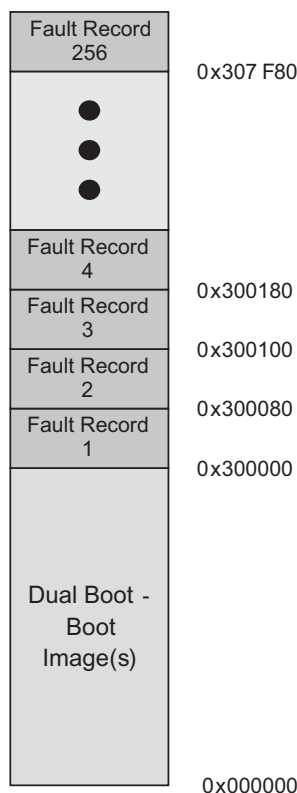 Fault Record
256
0x307 F80
Fault Record
4
0x300180
Fault Record
3
0x300100
Fault Record
2
0x300080
Fault Record
1
0x300000
Dual Boot -
Boot
Image(s)
0x000000